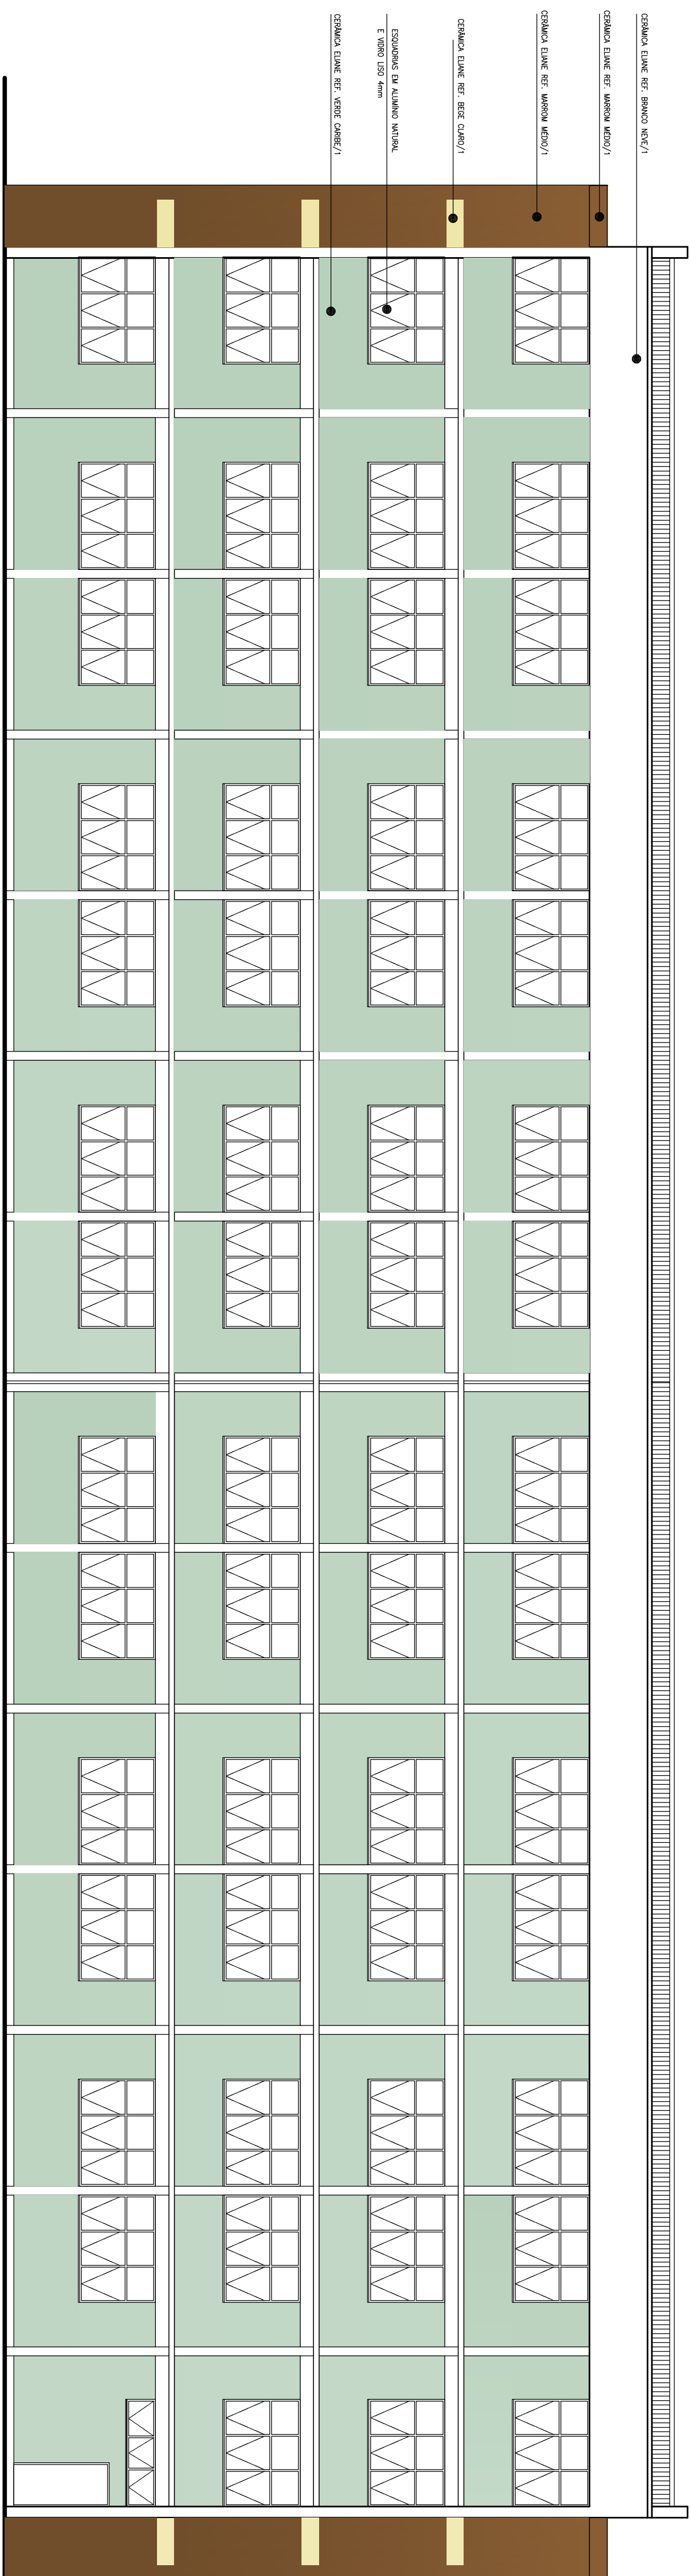 CERÂMICA ELIANE REF. BRANCO NEVE/1
CERÂMICA ELIANE REF. MARROM MÉDIO/1
CERÂMICA ELIANE REF. MARROM MÉDIO/1
CERÂMICA ELIANE REF. BEGE CLARO/1
ESQUADRIAS EM ALUMÍNIO NATURAL
E VIDRO LISO 4mm
CERÂMICA ELIANE REF. VERDE CARIBE/1